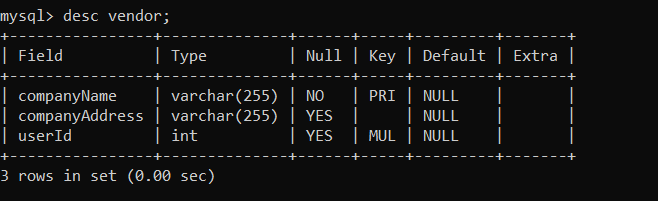 mysql> desc vendor;
+----------------+--------------+------+-----+---------+-------+
| Field          | Type         | Null | Key | Default | Extra |
+----------------+--------------+------+-----+---------+-------+
| companyName    | varchar(255) | NO   | PRI | NULL    |       |
| companyAddress | varchar(255) | YES  |     | NULL    |       |
| userId         | int          | YES  | MUL | NULL    |       |
+----------------+--------------+------+-----+---------+-------+
3 rows in set (0.00 sec)